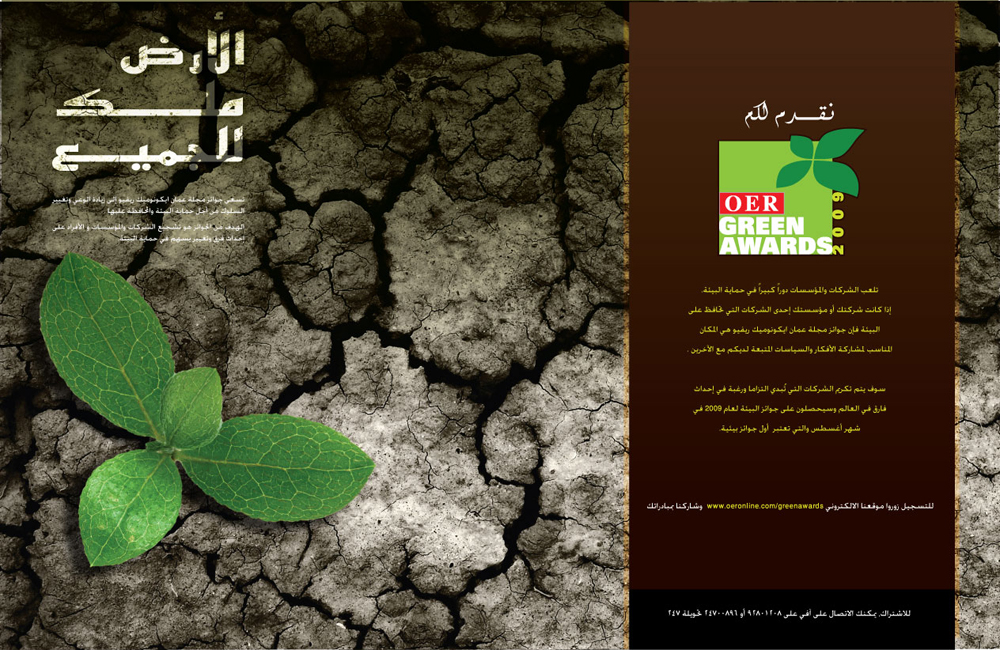 الأرض
ملك
للجميع
تسعى جوائز مجلة عمان ايكونوميك ريفيو إلى زيادة الوعي وتغيير
السلوك من أجل حماية البيئة والحافظة عليها
الهدف من الجوائز هو تشجيع الشركات والمؤسسات و الأفراد على
إحداث فرق وتغيير يسهم في حماية البيئة.
نقدم لكم
OER
GREEN
AWARDS
2009
تلعب الشركات والمؤسسات دوراً كبيراً في حماية البيئة.
إذا كانت شركتك أو مؤسستك إحدى الشركات التي تحافظ على
البيئة فإن جوائز مجلة عمان ايكونوميك ريفيو هي المكان
المناسب لمشاركة الأفكار والسياسات المتبعة لديكم مع الآخرين .
سوف يتم تكريم الشركات التي تُبدي التزاما ورغبة في إحداث
فارق في العالم وسيحصلون على جوائز البيئة لعام 2009 في
شهر أغسطس والتي تعتبر أول جوائز بيئية.
للتسجيل زوروا موقعنا الالكتروني www.oeronline.com/greenawards وشاركنا بمبادراتك
للاشتراك, يمكنك الاتصال على أفي على ٩٢٨٠١٢٠٨ أو ٢٤٧٠٠٨٩٦ تحويلة ٢٤٧